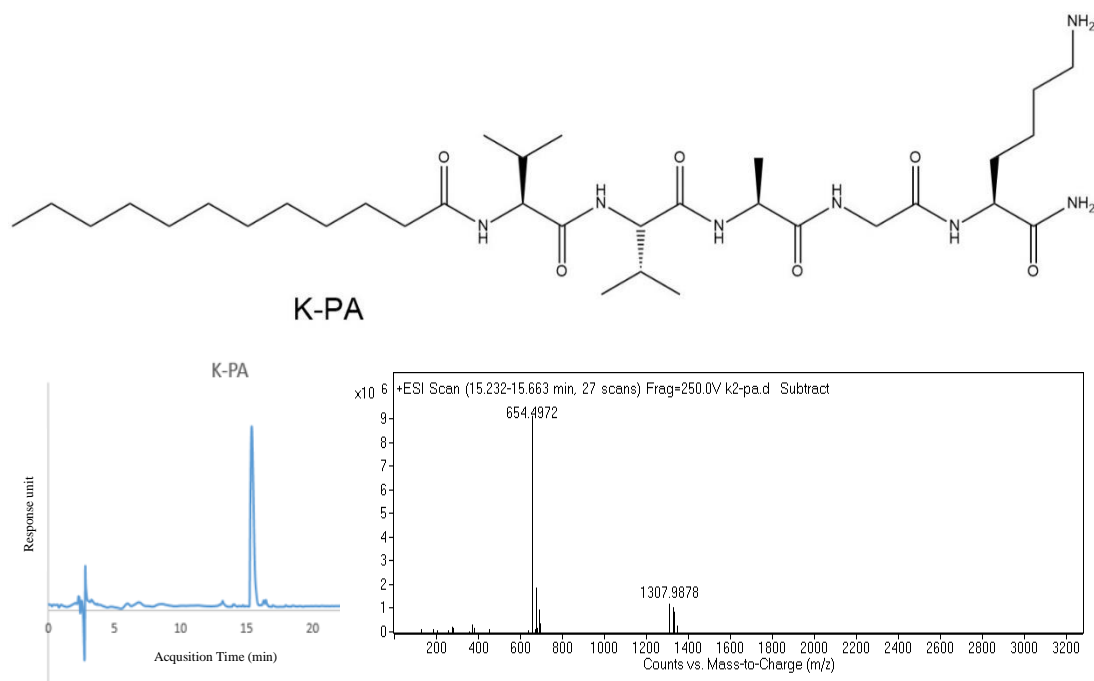 NH2
O
O
O
H
N
H
N
N
H
N
H
N
H
NH2
O
O
O
K-PA
K-PA
Response unit
0
5
10
15
20
Acqusition Time (min)
x10 6
+ESI Scan (15.232-15.663 min, 27 scans) Frag=250.0V k2-pa.d Subtract
9
8
7
6
5
4
3
2
1
0
654.4972
1307.9878
200 400 600 800 1000 1200 1400 1600 1800 2000 2200 2400 2600 2800 3000 3200
Counts vs. Mass-to-Charge (m/z)